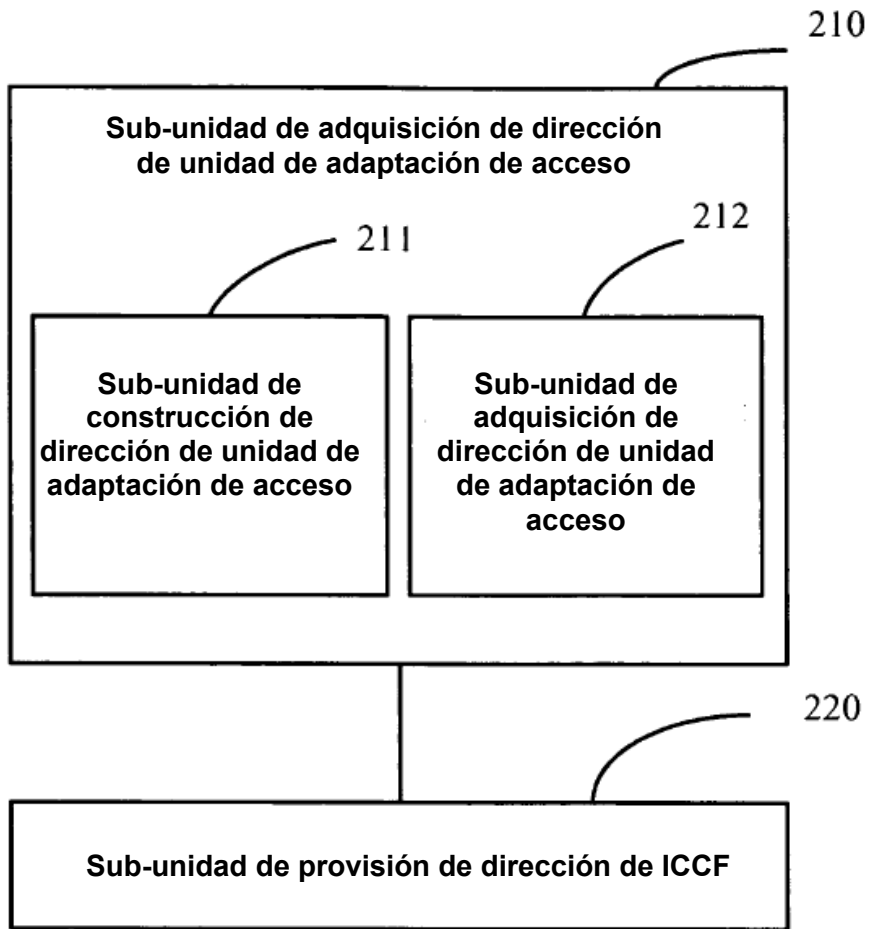 210
Sub-unidad de adquisición de dirección
de unidad de adaptación de acceso
211
212
Sub-unidad de
construcción de
dirección de unidad de
adaptación de acceso
Sub-unidad de
adquisición de
dirección de unidad
de adaptación de
acceso
220
Sub-unidad de provisión de dirección de ICCF